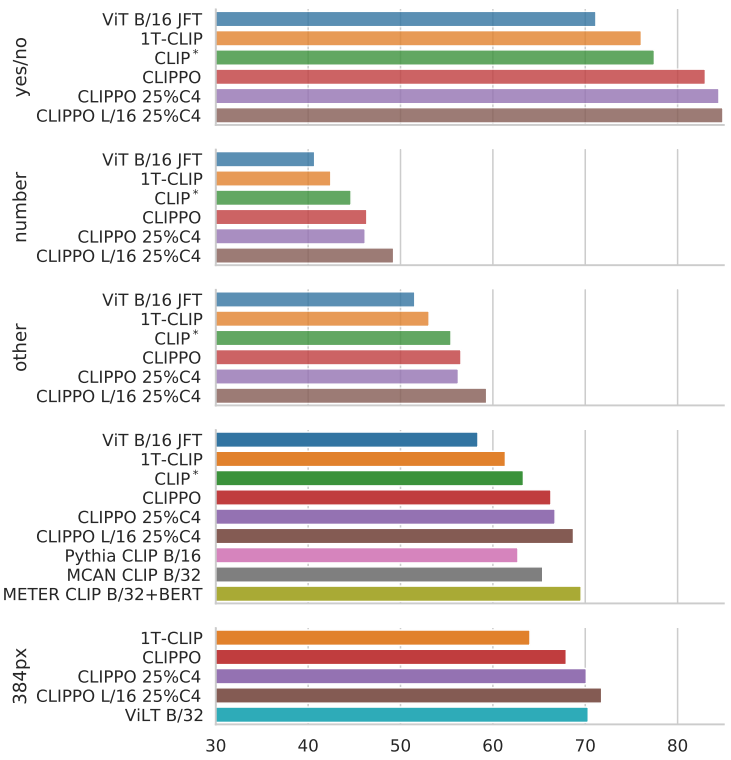 yes/no
ViT B/16 JFT
1T-CLIP
CLIP*
CLIPPO
CLIPPO 25%C4
CLIPPO L/16 25%C4
number
ViT B/16 JFT
1T-CLIP
CLIP*
CLIPPO
CLIPPO 25%C4
CLIPPO L/16 25%C4
other
ViT B/16 JFT
1T-CLIP
CLIP*
CLIPPO
CLIPPO 25%C4
CLIPPO L/16 25%C4
ViT B/16 JFT
1T-CLIP
CLIP*
CLIPPO
CLIPPO 25%C4
CLIPPO L/16 25%C4
Pythia CLIP B/16
MCAN CLIP B/32
METER CLIP B/32+BERT
384px
1T-CLIP
CLIPPO
CLIPPO 25%C4
CLIPPO L/16 25%C4
ViLT B/32
30 40 50 60 70 80